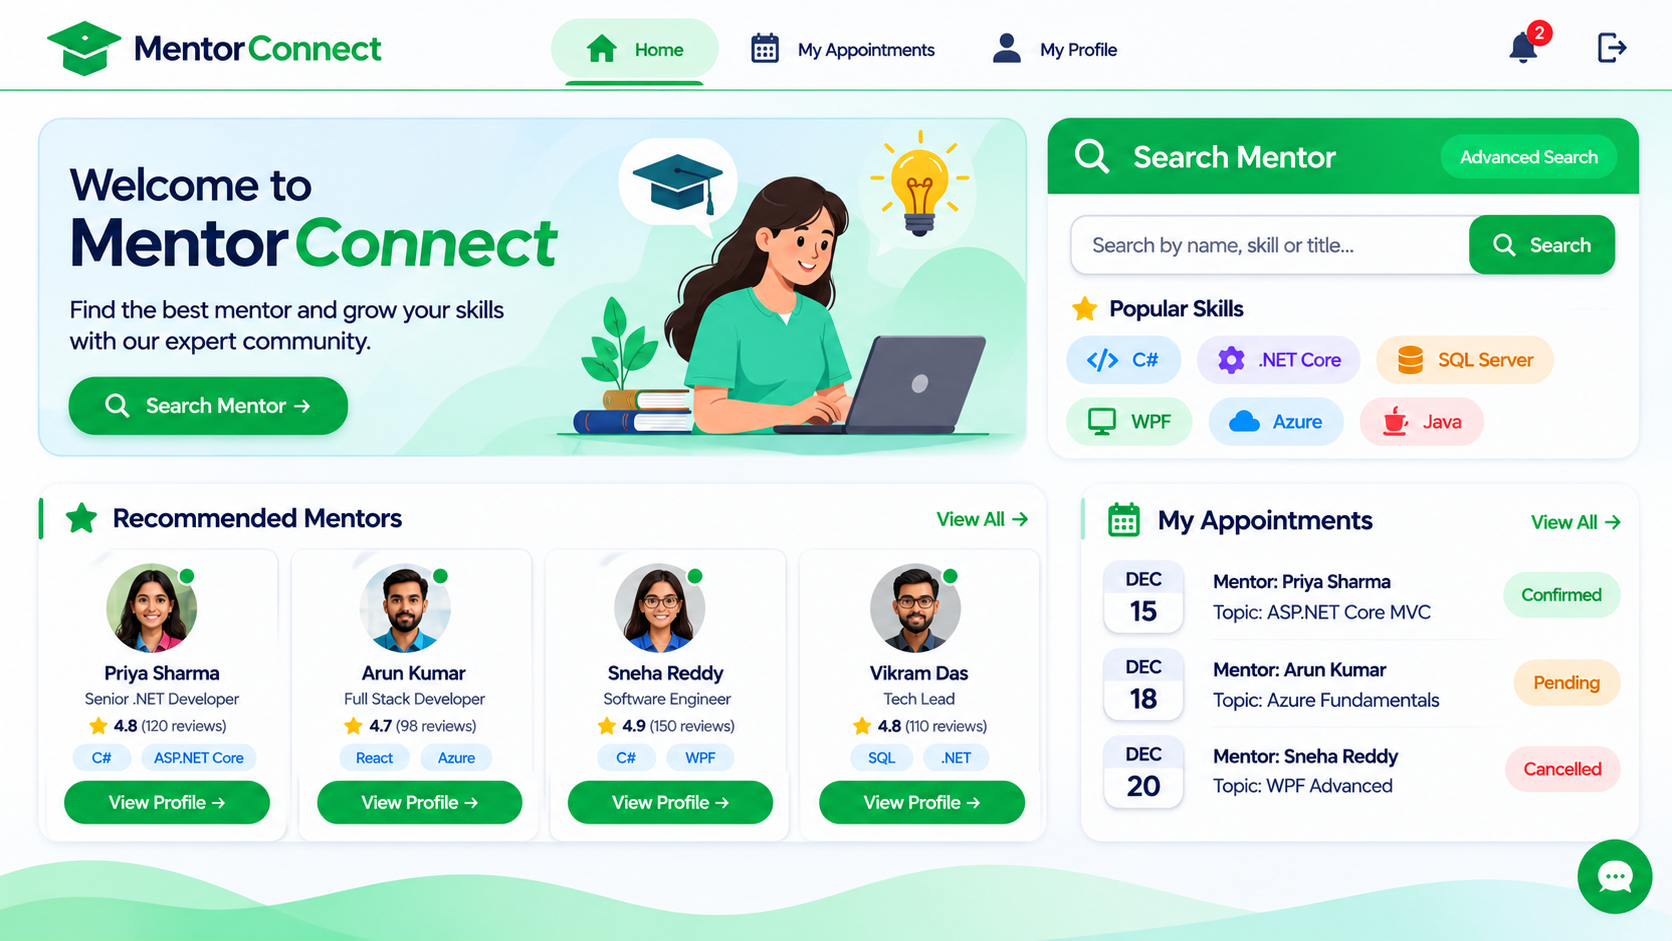 MentorConnect
Home
My Appointments
My Profile
2
Welcome to
MentorConnect
Find the best mentor and grow your skills
with our expert community.
Search Mentor →
Search Mentor
Advanced Search
Search by name, skill or title...
Search
Popular Skills
</> C#
.NET Core
SQL Server
WPF
Azure
Java
Recommended Mentors
View All →
Priya Sharma
Senior .NET Developer
4.8 (120 reviews)
C#
ASP.NET Core
View Profile →
Arun Kumar
Full Stack Developer
4.7 (98 reviews)
React
Azure
View Profile →
Sneha Reddy
Software Engineer
4.9 (150 reviews)
C#
WPF
View Profile →
Vikram Das
Tech Lead
4.8 (110 reviews)
SQL
.NET
View Profile →
My Appointments
View All →
DEC
15
Mentor: Priya Sharma
Topic: ASP.NET Core MVC
Confirmed
DEC
18
Mentor: Arun Kumar
Topic: Azure Fundamentals
Pending
DEC
20
Mentor: Sneha Reddy
Topic: WPF Advanced
Cancelled